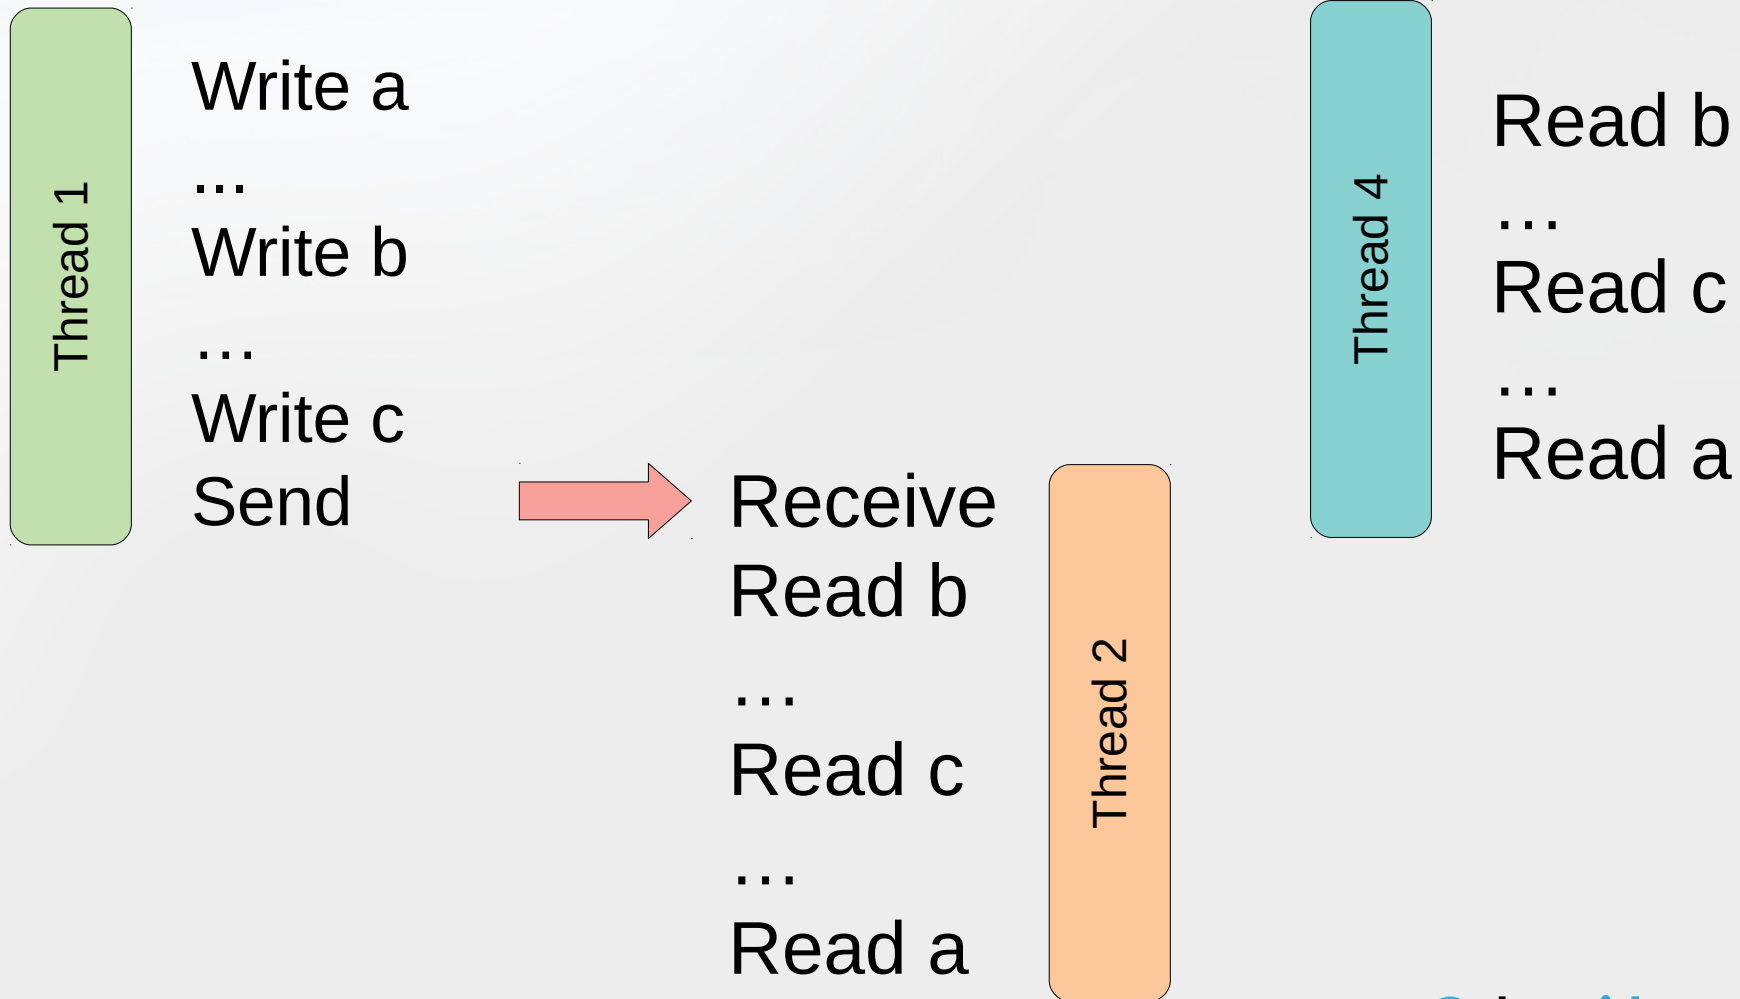 Thread 1
Write a
...
Write b
...
Write c
Send
Receive
Read b
...
Read c
...
Read a
Thread 2
Thread 4
Read b
...
Read c
...
Read a